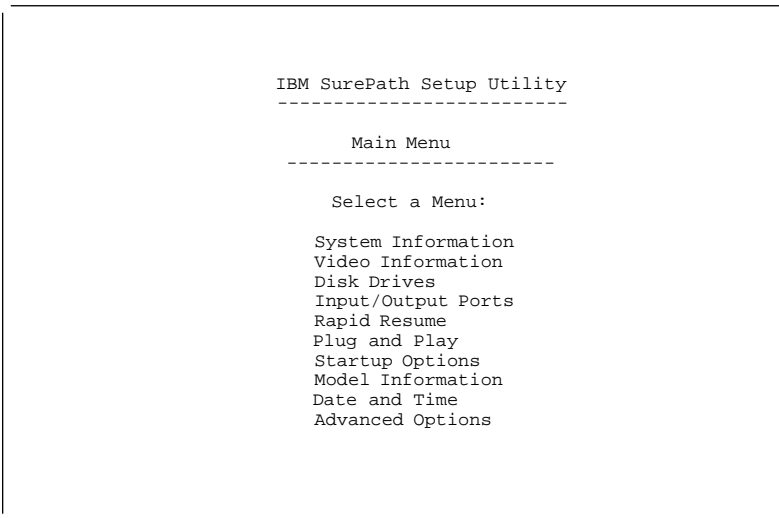 IBM SurePath Setup Utility
--------------------------
Main Menu
------------------------
Select a Menu:
System Information
Video Information
Disk Drives
Input/Output Ports
Rapid Resume
Plug and Play
Startup Options
Model Information
Date and Time
Advanced Options